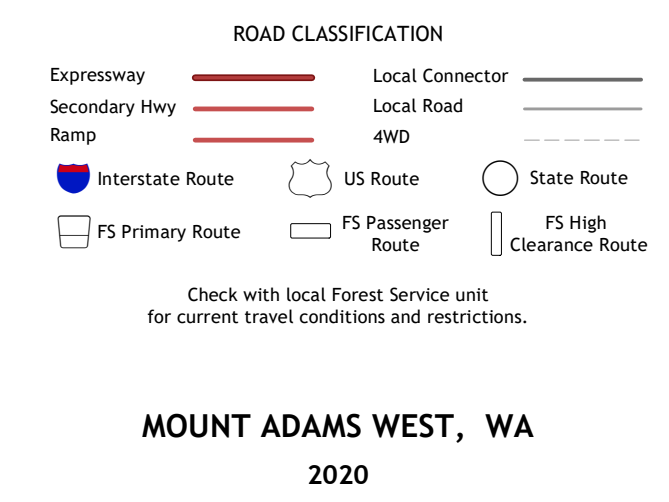 ROAD CLASSIFICATION
Expressway
Local Connector
Secondary Hwy
Local Road
Ramp
4WD
Interstate Route
US Route
State Route
FS Primary Route
FS Passenger
Route
FS High
Clearance Route
Check with local Forest Service unit
for current travel conditions and restrictions.
MOUNT ADAMS WEST, WA
2020